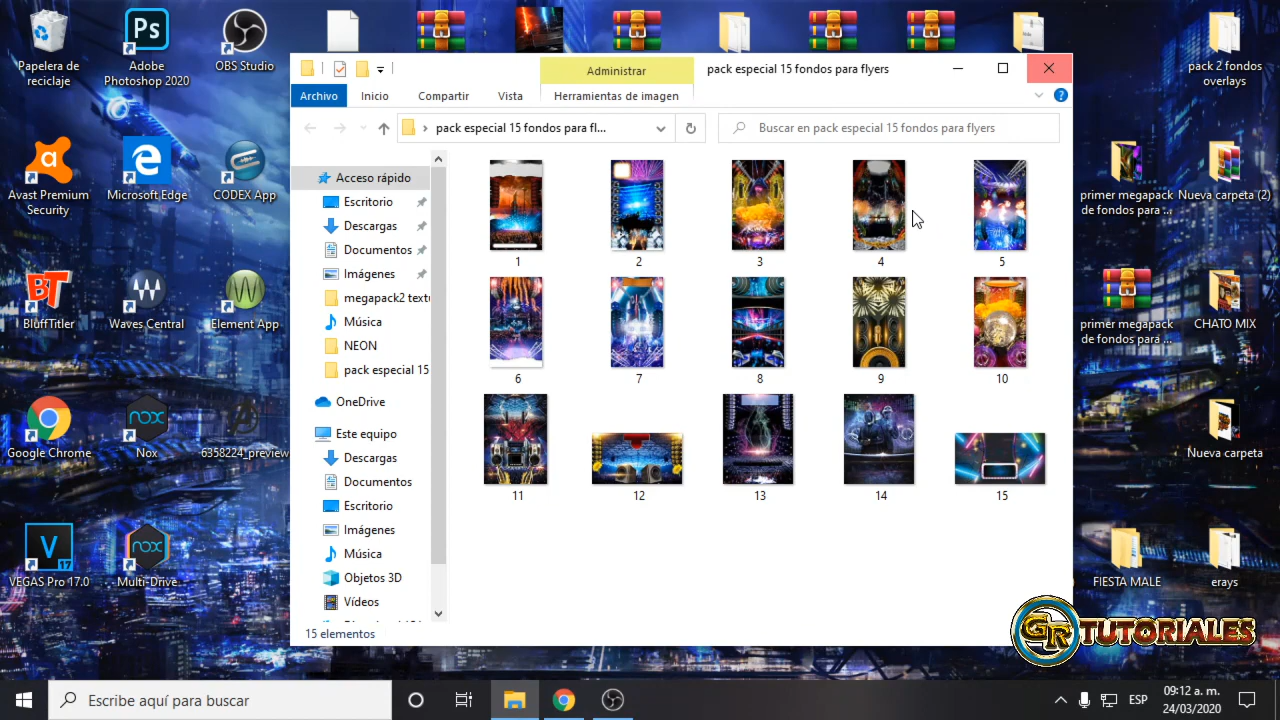 Papelera de
reciclaje
Adobe
Photoshop 2020
OBS Studio
pack 2 fondos
overlays
Avast Premium
Security
Microsoft Edge
CODEX App
primer megapack
de fondos para ...
Nueva carpeta (2)
BluffTitler
Waves Central
Element App
primer megapack
de fondos para ...
CHATO MIX
Google Chrome
Nox
6358224_preview
Nueva carpeta
VEGAS Pro 17.0
Multi-Drive
FIESTA MALE
erays
Administrar
pack especial 15 fondos para flyers
Archivo
Inicio
Compartir
Vista
Herramientas de imagen
pack especial 15 fondos para fl...
Buscar en pack especial 15 fondos para flyers
Acceso rápido
Escritorio
Descargas
Documentos
Imágenes
megapack2 text
Música
NEON
pack especial 15
OneDrive
Este equipo
Descargas
Documentos
Escritorio
Imágenes
Música
Objetos 3D
Vídeos
1
2
3
4
5
6
7
8
9
10
11
12
13
14
15
15 elementos
GR TUTORIALES
Escribe aquí para buscar
ESP
09:12 a. m.
24/03/2020